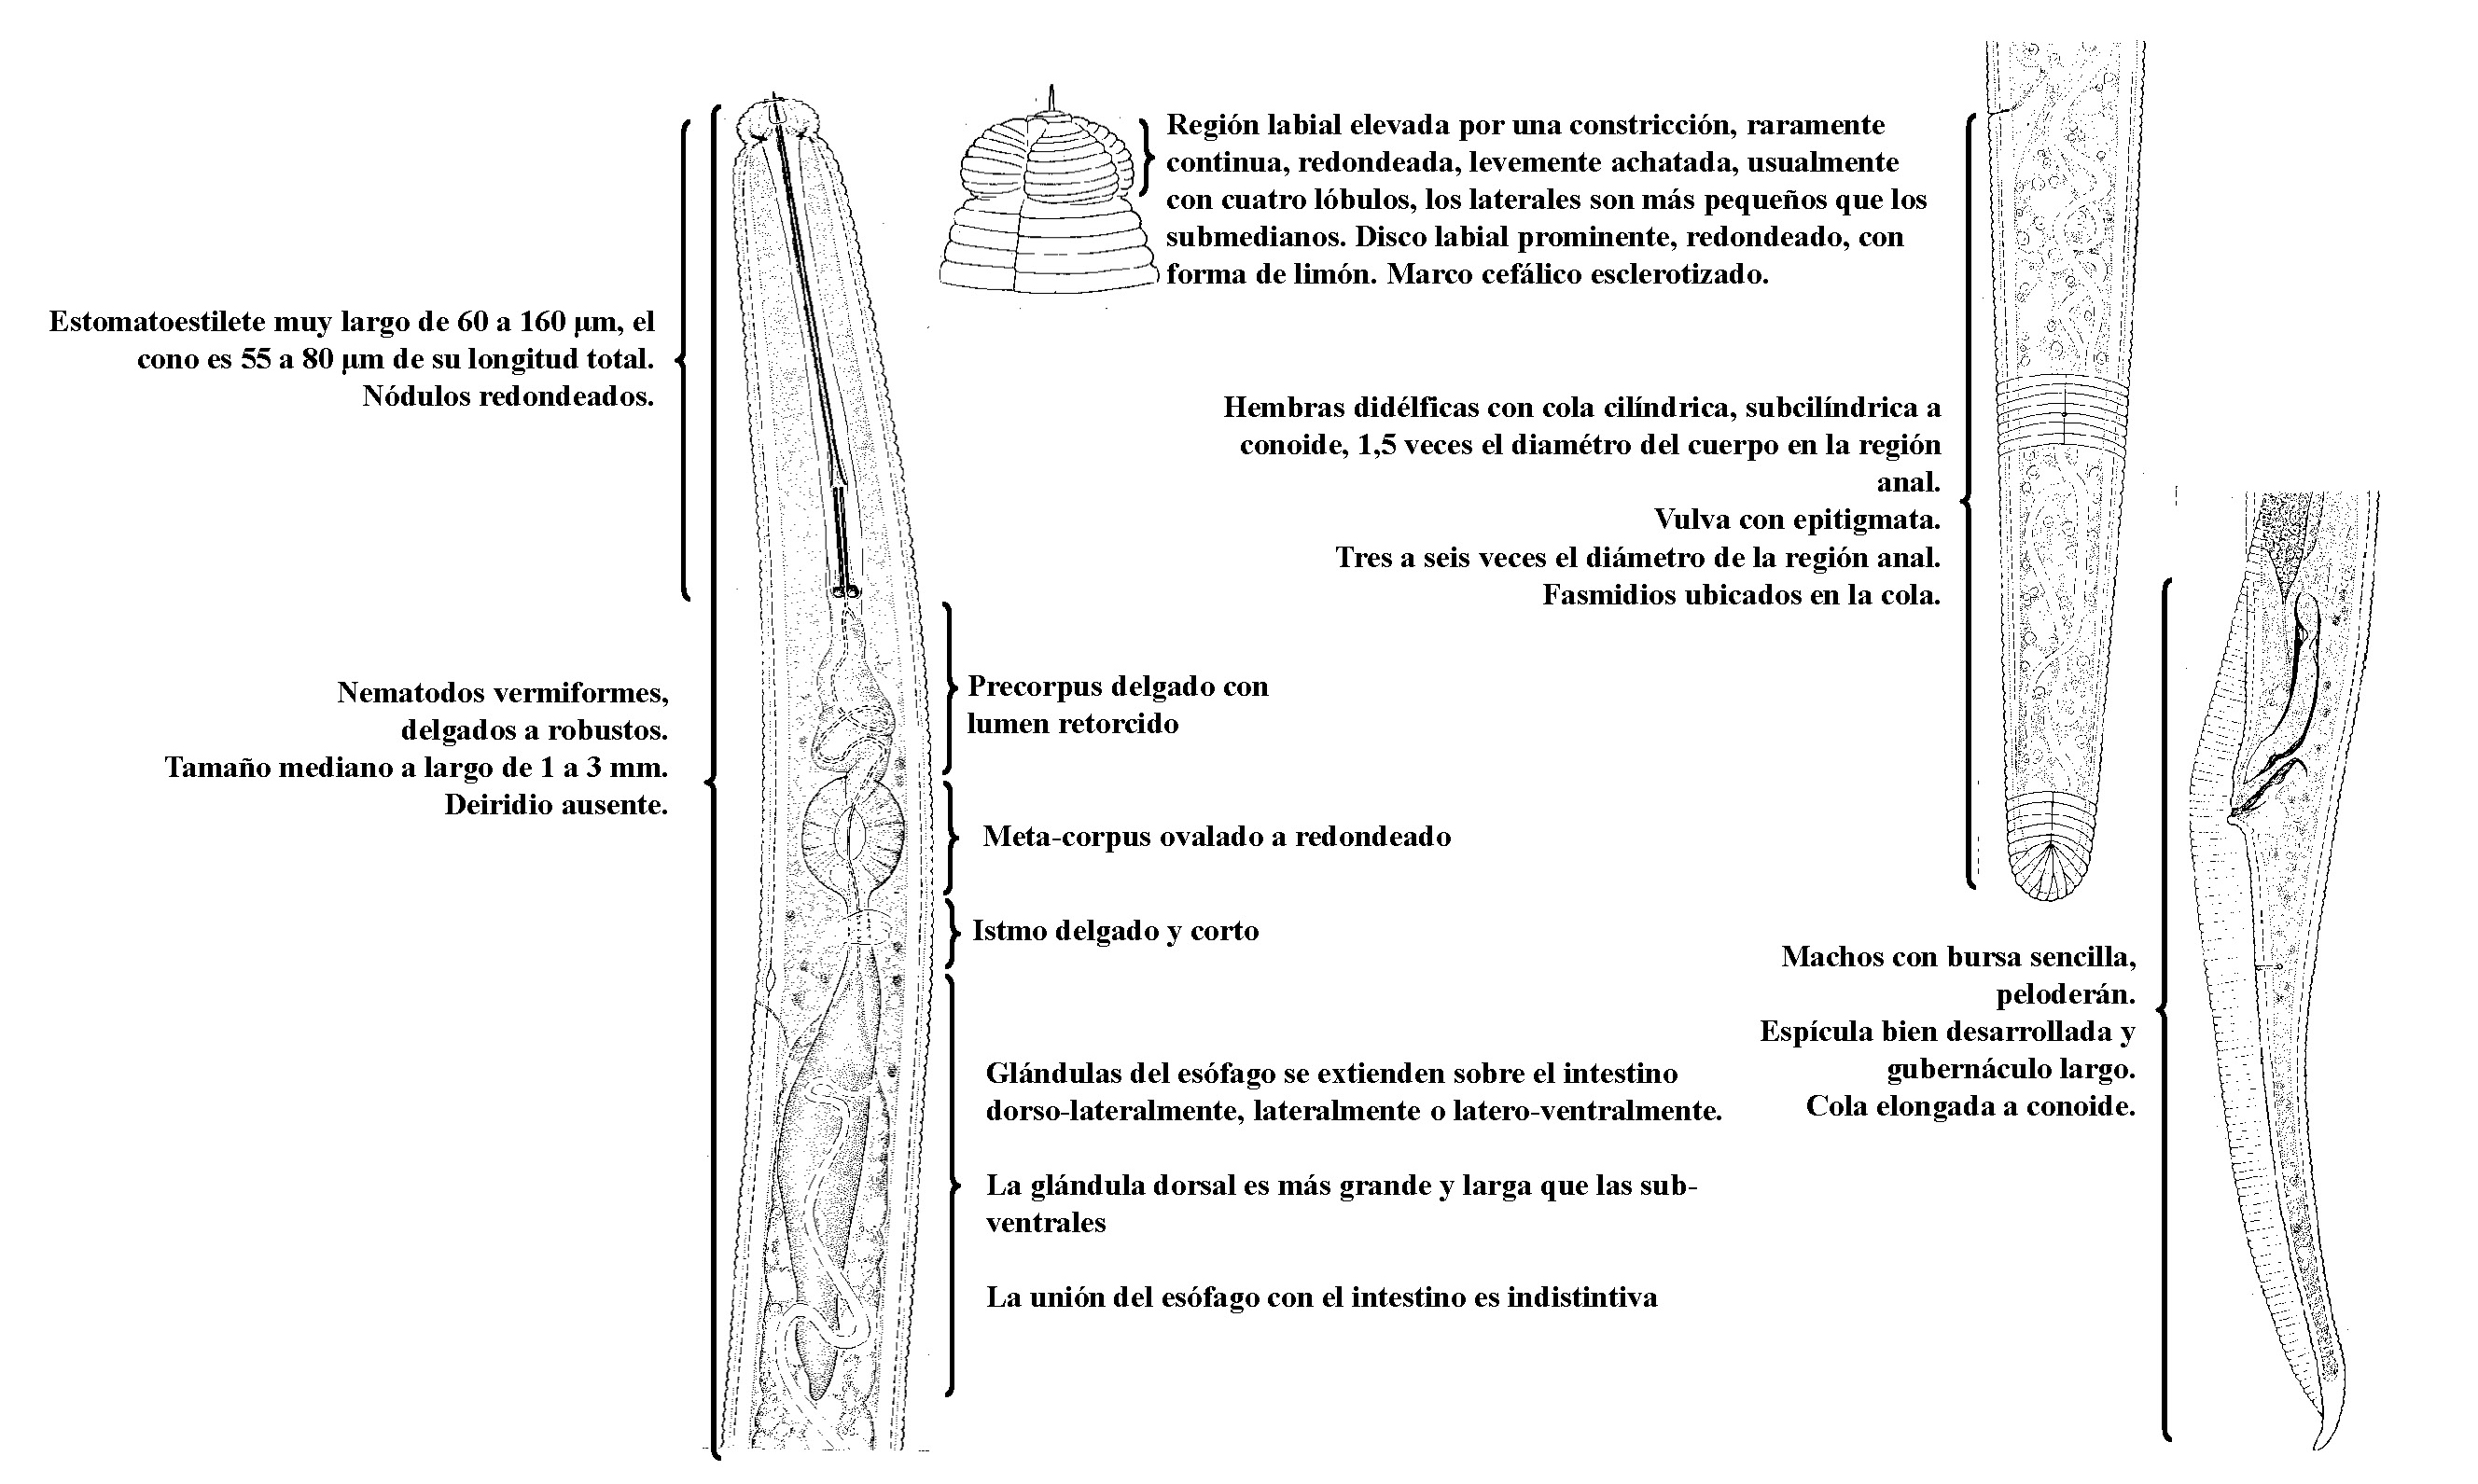 Región labial elevada por una constricción, raramente
continua, redondeada, levemente achatada, usualmente
con cuatro lóbulos, los laterales son más pequeños que los
submedianos. Disco labial prominente, redondeado, con
forma de limón. Marco cefálico esclerotizado.
Estomatoestilete muy largo de 60 a 160 µm, el
cono es 55 a 80 µm de su longitud total.
Nódulos redondeados.
Hembras didélficas con cola cilíndrica, subcilíndrica a
conoide, 1,5 veces el diamétro del cuerpo en la región
anal.
Vulva con epitigmata.
Tres a seis veces el diámetro de la región anal.
Fasmidios ubicados en la cola.
Nematodos vermiformes,
delgados a robustos.
Tamaño mediano a largo de 1 a 3 mm.
Deiridio ausente.
Precorpus delgado con
lumen retorcido
Meta-corpus ovalado a redondeado
Istmo delgado y corto
Machos con bursa sencilla,
peloderán.
Espícula bien desarrollada y
gubernáculo largo.
Cola elongada a conoide.
Glándulas del esófago se extienden sobre el intestino
dorso-lateralmente, lateralmente o latero-ventralmente.
La glándula dorsal es más grande y larga que las sub-
ventrales
La unión del esófago con el intestino es indistintiva